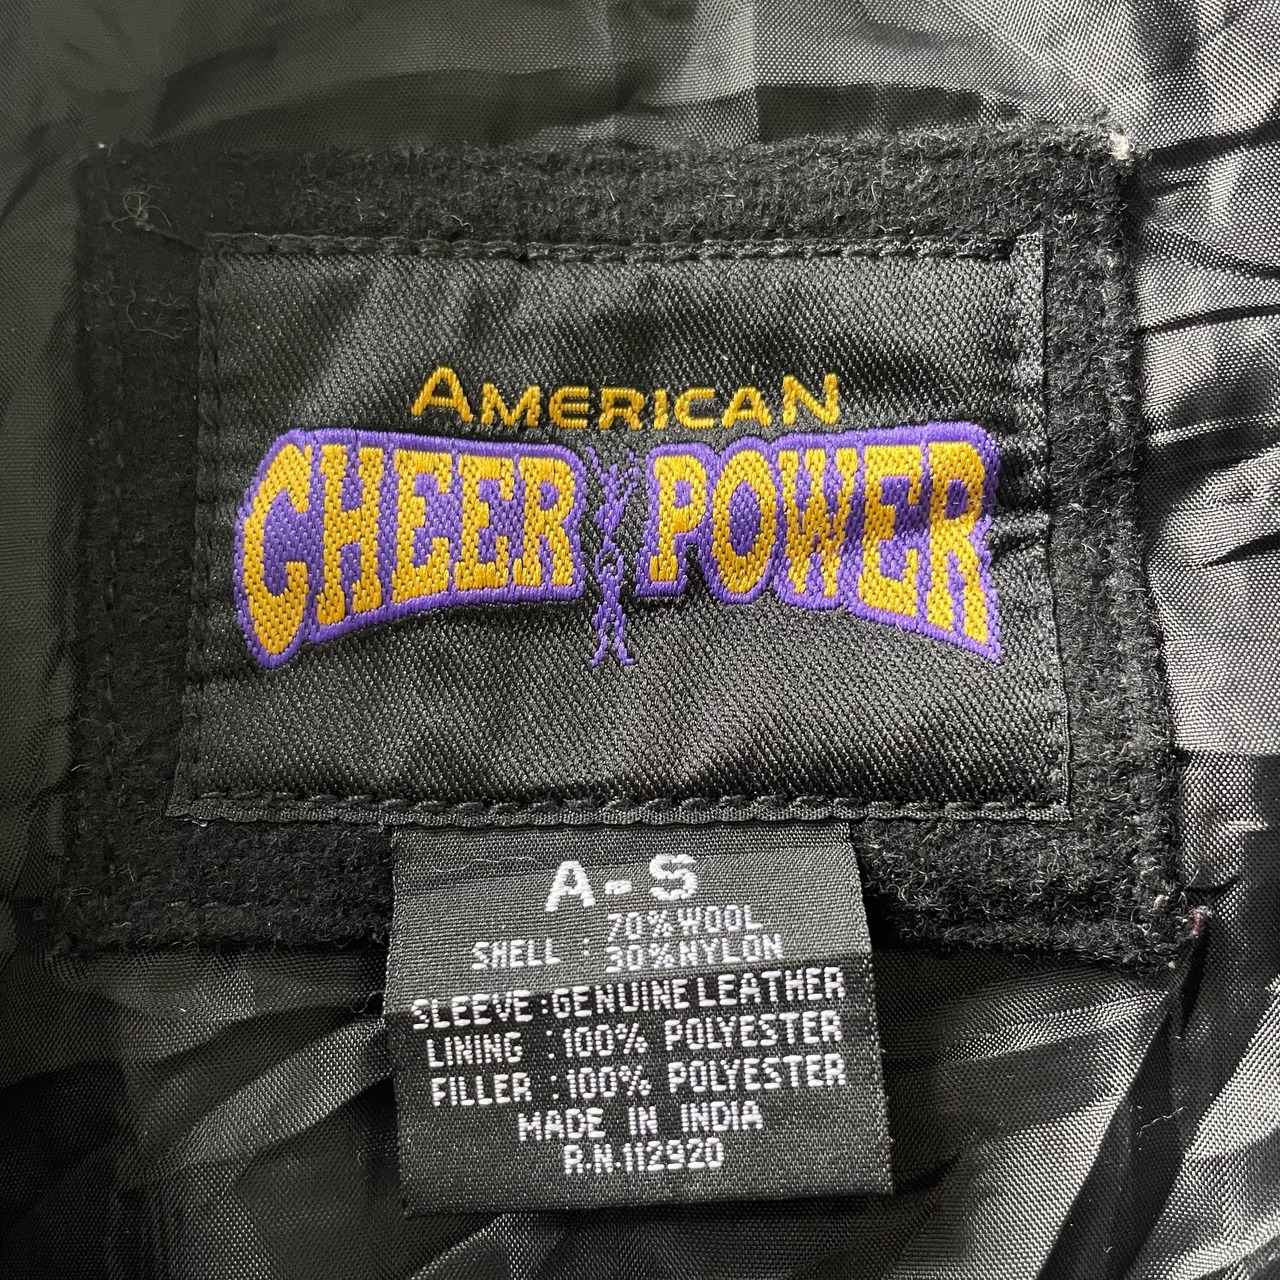 AMERICAN
CHEER POWER
A-S
70% WOOL
SHELL : 30% NYLON
SLEEVE :GENUINE LEATHER
LINING :100% POLYESTER
FILLER :100% POLYESTER
MADE IN INDIA
R.N.112920